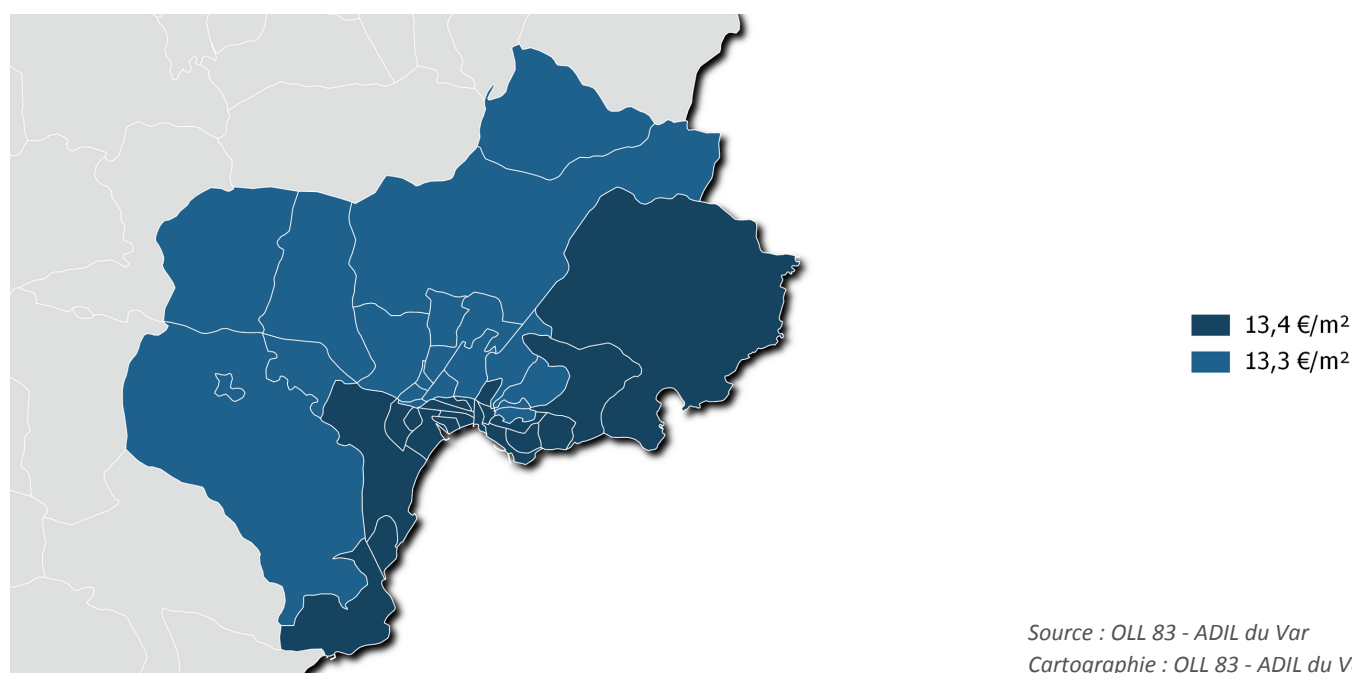 13,4 €/m²
13,3 €/m²
Source : OLL 83 - ADIL du Var
Cartographie : OLL 83 - ADIL du V